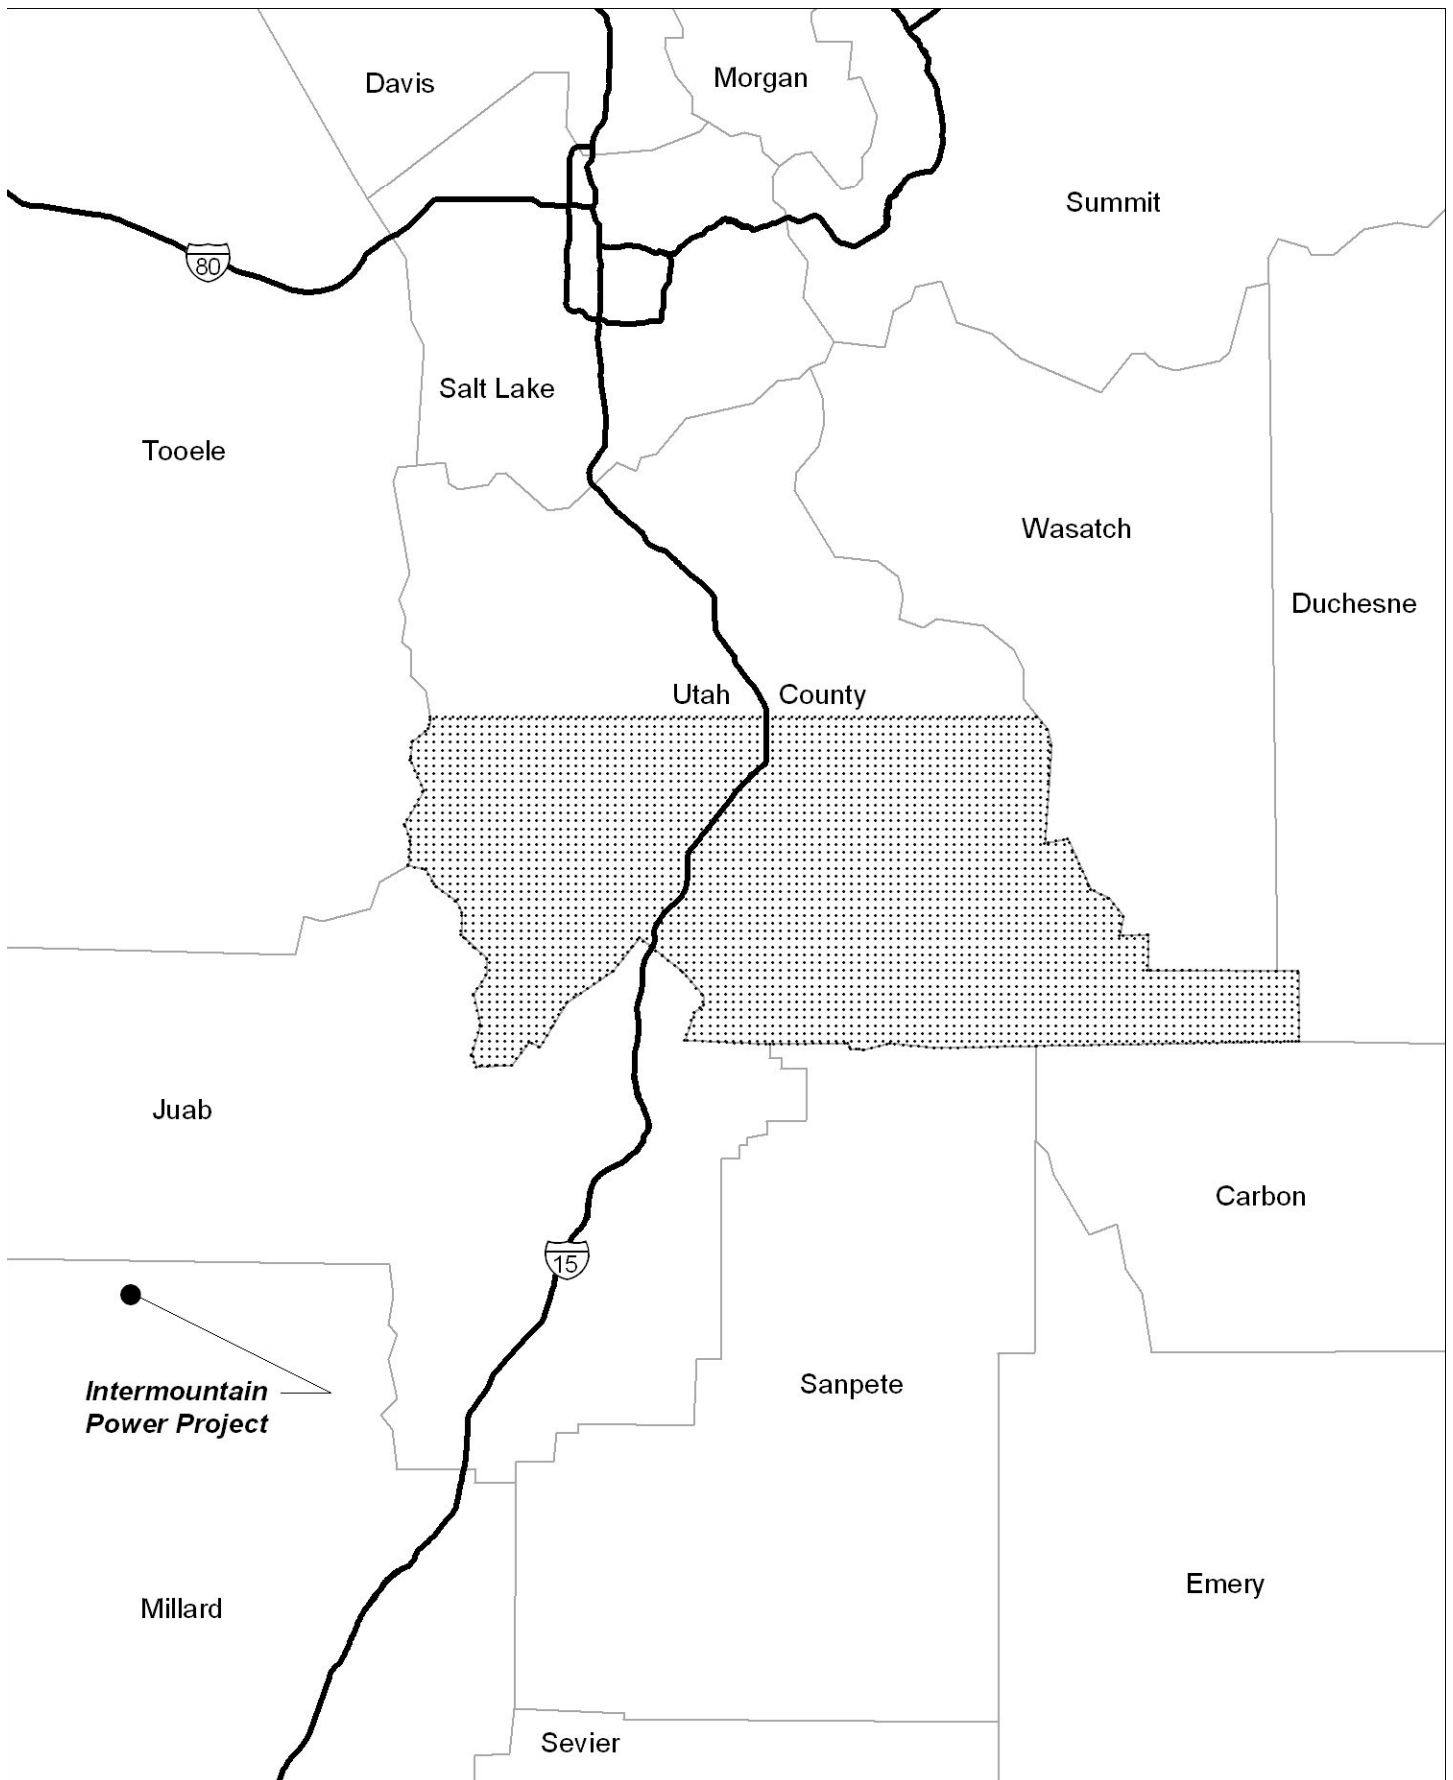 Davis
Morgan
Summit
80
Salt Lake
Tooele
Wasatch
Duchesne
Utah County
Juab
Carbon
15
Intermountain
Power Project
Sanpete
Emery
Millard
Sevier